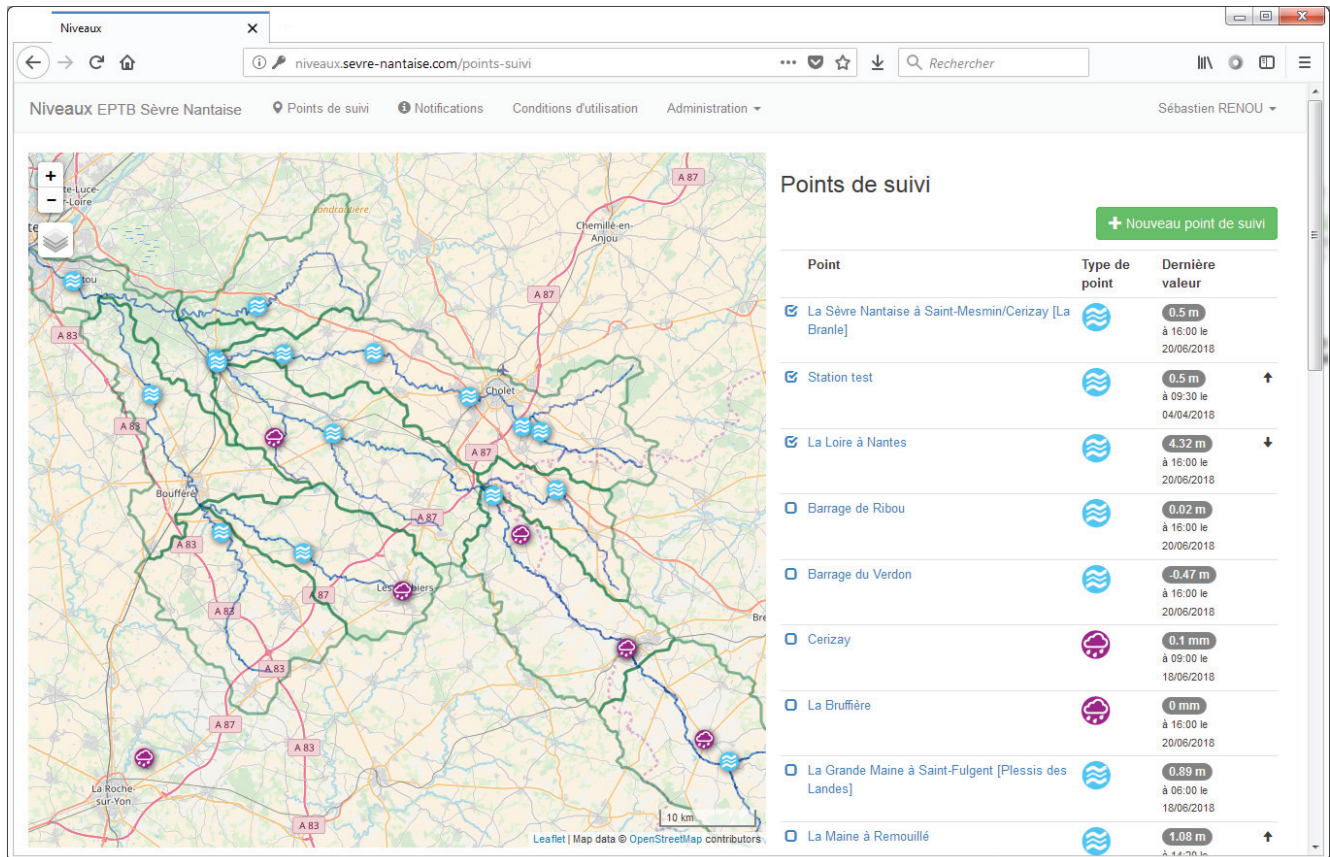 Niveaux
niveaux.sevre-nantaise.com/points-suivi
Rechercher
Niveaux EPTB Sèvre Nantaise
Points de suivi
Notifications
Conditions d'utilisation
Administration
Sébastien RENOU
+
−
A 87
Chemillé-en-
Anjou
A 87
A 83
Cholet
A 83
A 87
Boufféré
A 87
A 83
A 87
A 83
A 83
A 87
A 83
La Roche-
sur-Yon
A 83
10 km
Leaflet | Map data © OpenStreetMap contributors
Points de suivi
+ Nouveau point de suivi
Point
Type de
point
Dernière
valeur
La Sèvre Nantaise à Saint-Mesmin/Cerizay [La
Branle]
0.5 m
à 16:00 le
20/06/2018
Station test
0.5 m
à 09:30 le
04/04/2018
La Loire à Nantes
4.32 m
à 16:00 le
20/06/2018
Barrage de Ribou
0.02 m
à 16:00 le
20/06/2018
Barrage du Verdon
-0.47 m
à 16:00 le
20/06/2018
Cerizay
0.1 mm
à 09:00 le
18/06/2018
La Bruffière
0 mm
à 16:00 le
20/06/2018
La Grande Maine à Saint-Fulgent [Plessis des
Landes]
0.89 m
à 06:00 le
18/06/2018
La Maine à Remouillé
1.08 m